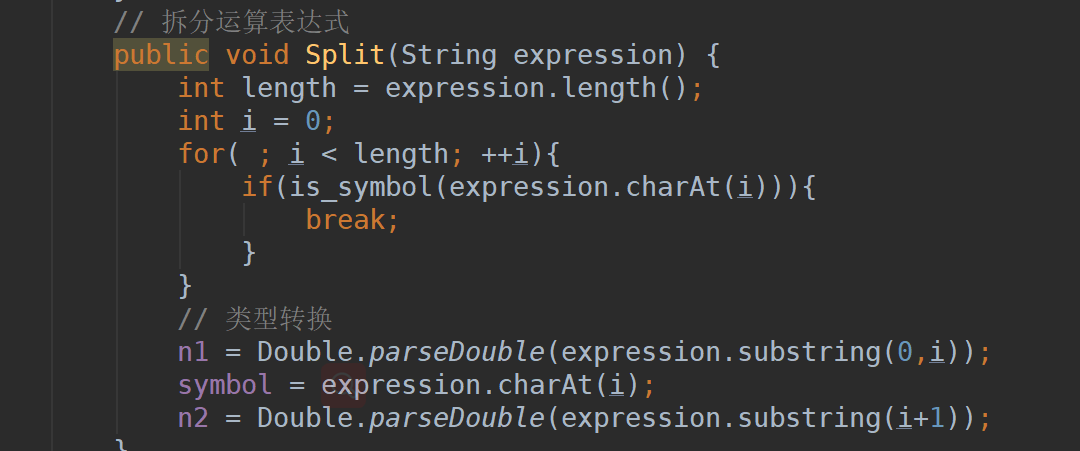 // 拆分运算表达式
public void Split(String expression) {
int length = expression.length();
int i = 0;
for( ; i < length; ++i){
if(is_symbol(expression.charAt(i))){
break;
}
}
// 类型转换
n1 = Double.parseDouble(expression.substring(0,i));
symbol = expression.charAt(i);
n2 = Double.parseDouble(expression.substring(i+1));
}